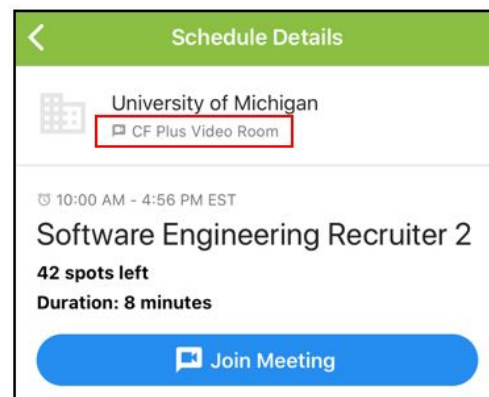 Schedule Details
University of Michigan
CF Plus Video Room
10:00 AM - 4:56 PM EST
Software Engineering Recruiter 2
42 spots left
Duration: 8 minutes
Join Meeting